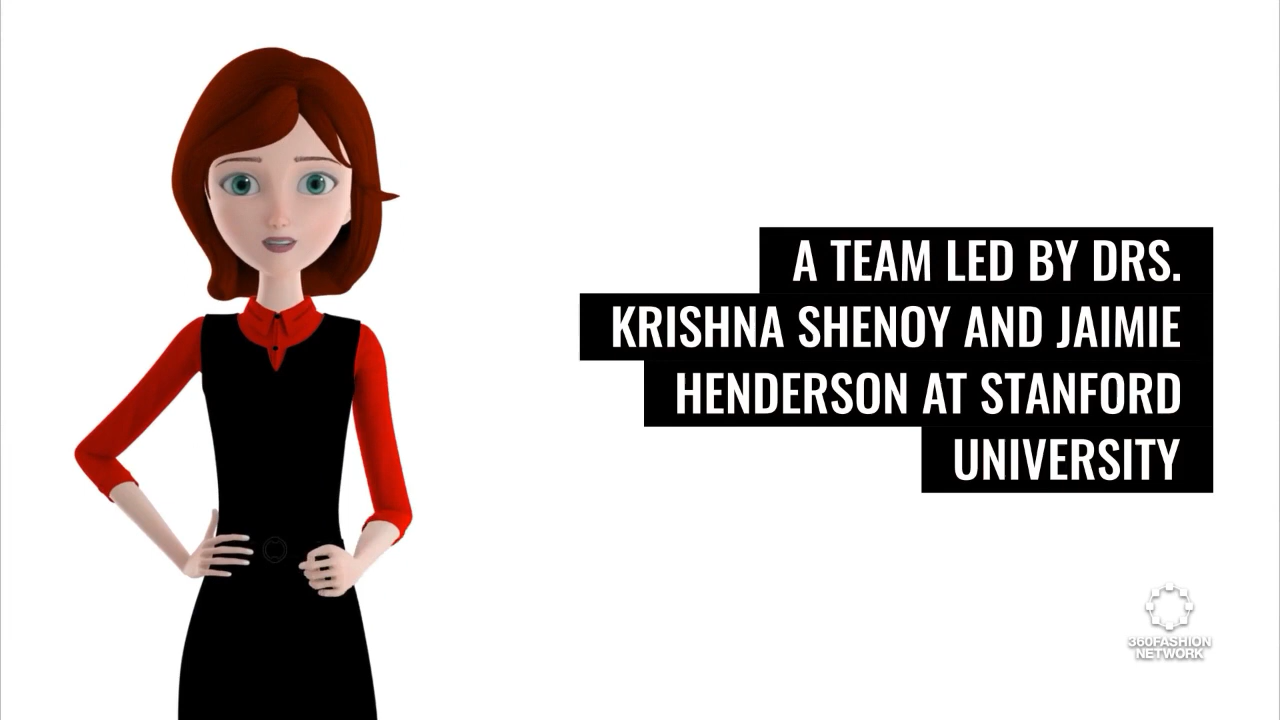 A TEAM LED BY DRS.
KRISHNA SHENOY AND JAIMIE
HENDERSON AT STANFORD
UNIVERSITY
360FASHION
NETWORK